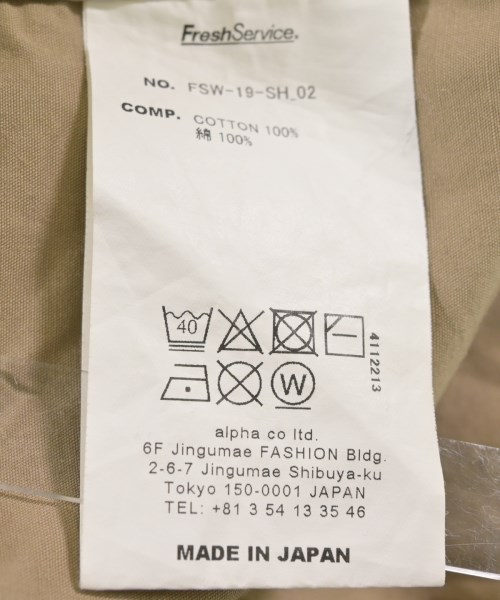 FreshService.
NO. FSW-19-SH_02
COMP. COTTON 100%
綿 100%
40
W
4112213
alpha co ltd.
6F Jingumae FASHION Bldg.
2-6-7 Jingumae Shibuya-ku
Tokyo 150-0001 JAPAN
TEL: +81 3 54 13 35 46
MADE IN JAPAN